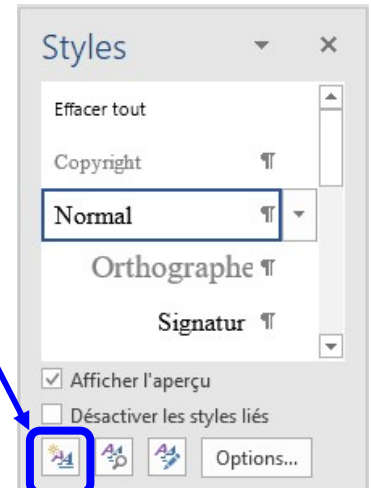 Styles
Effacer tout
Copyright ¶
Normal ¶
Orthographe ¶
Signatur ¶
Afficher l'aperçu
Désactiver les styles liés
Options...